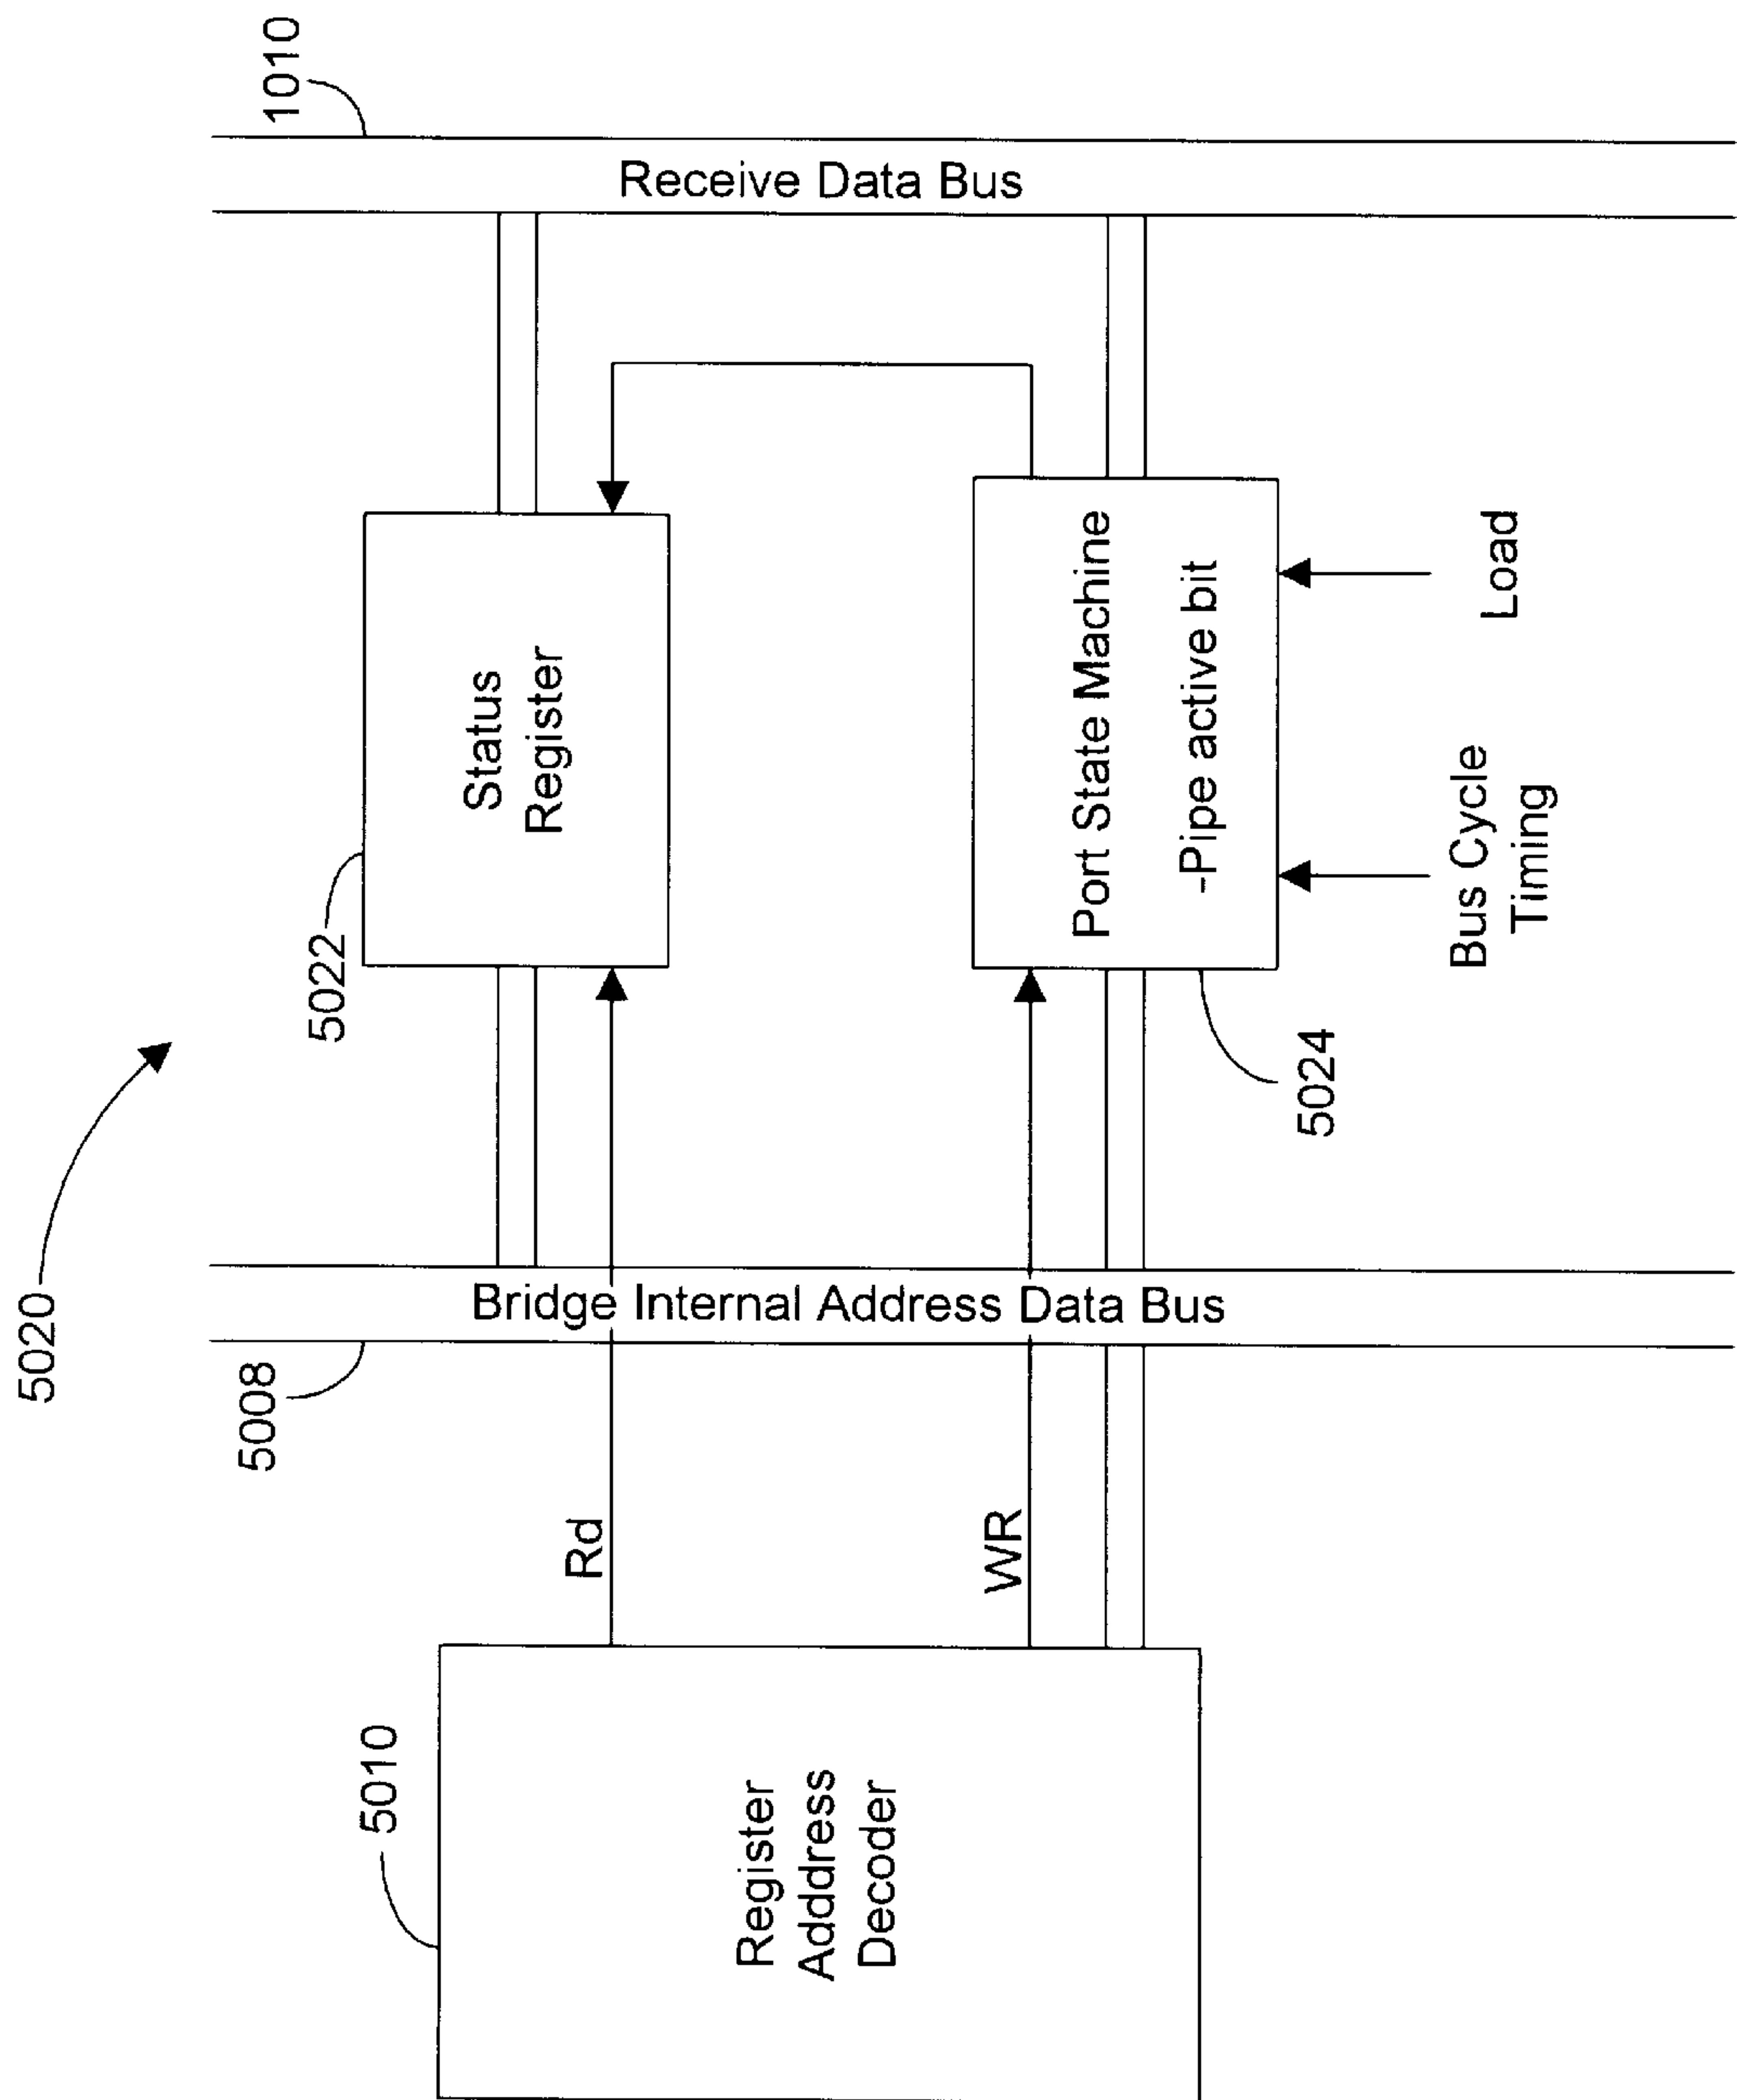 5020
5008
5022
1010
5010
Rd
Status
Register
Receive Data Bus
Bridge Internal Address Data Bus
Register
Adddress
Decoder
WR
Port State Machine
-Pipe active bit
5024
Bus Cycle
Timing
Load